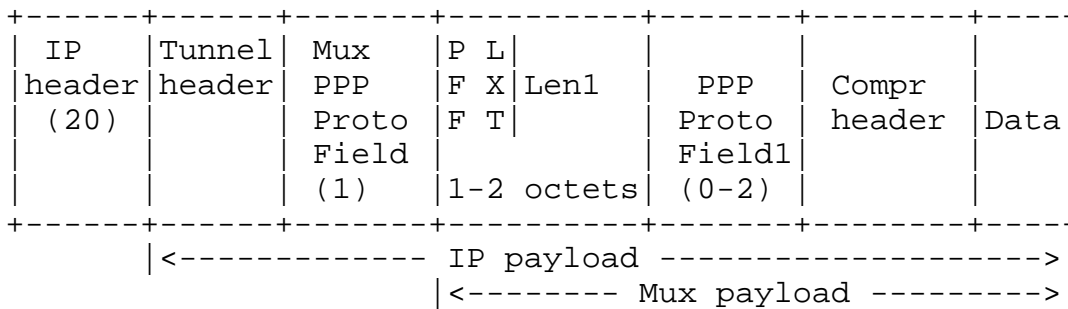 +------+------+-------+----------+-------+--------+----
| IP   |Tunnel| Mux   |P L|      |       |        |
|header|header| PPP   |F X|Len1  |  PPP  | Compr  |
| (20) |      | Proto |F T|      | Proto | header |Data
|      |      | Field |          | Field1|        |
|      |      | (1)   |1-2 octets| (0-2) |        |
+------+------+-------+----------+-------+--------+----
       |<------------- IP payload -------------------->
                     |<-------- Mux payload --------->